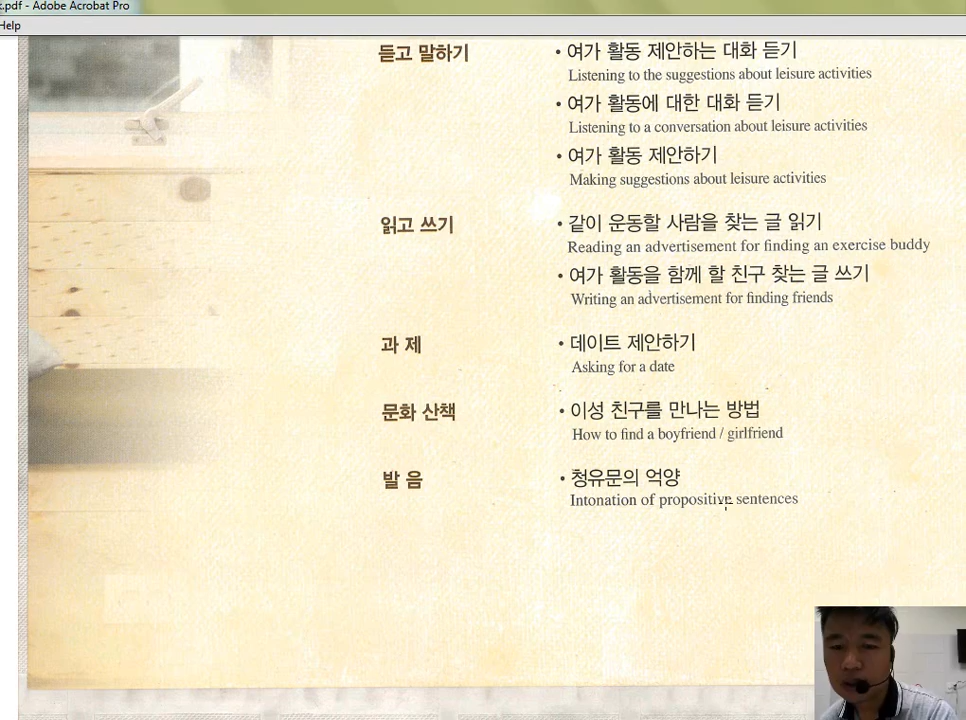 .pdf - Adobe Acrobat Pro
Help
듣고 말하기
• 여가 활동 제안하는 대화 듣기
Listening to the suggestions about leisure activities
• 여가 활동에 대한 대화 듣기
Listening to a conversation about leisure activities
• 여가 활동 제안하기
Making suggestions about leisure activities
읽고 쓰기
• 같이 운동할 사람을 찾는 글 읽기
Reading an advertisement for finding an exercise buddy
• 여가 활동을 함께 할 친구 찾는 글 쓰기
Writing an advertisement for finding friends
과 제
• 데이트 제안하기
Asking for a date
문화 산책
• 이성 친구를 만나는 방법
How to find a boyfriend / girlfriend
발 음
• 청유문의 억양
Intonation of propositive sentences